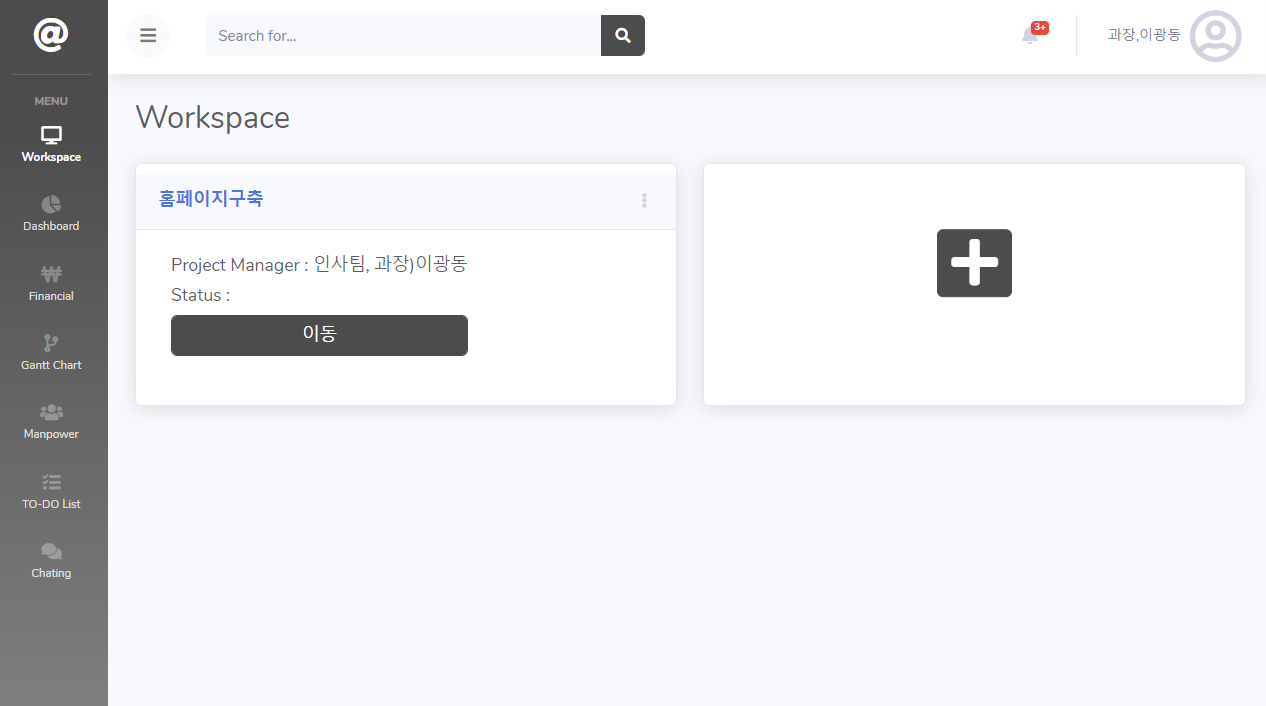 @
MENU
Workspace
Dashboard
Financial
Gantt Chart
Manpower
TO-DO List
Chating
Search for...
3+
과장,이광동
Workspace
홈페이지구축
Project Manager : 인사팀, 과장)이광동
Status :
이동